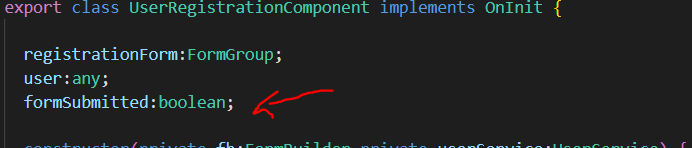 export class UserRegistrationComponent implements OnInit {
registrationForm:FormGroup;
user:any;
formSubmitted:boolean;
constructor(private fb:FormBuilder,private userService:UserService) {